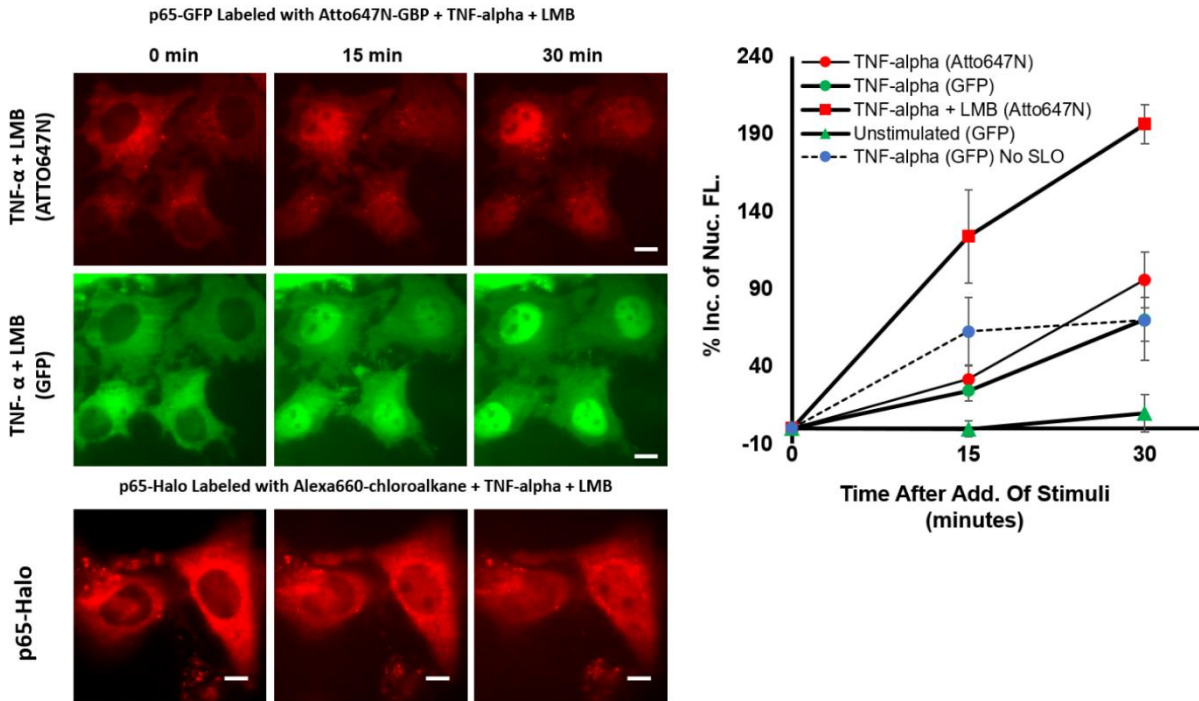 p65-GFP Labeled with Atto647N-GBP + TNF-alpha + LMB
0 min
15 min
30 min
TNF-α + LMB
(ATTO647N)
TNF- α + LMB
(GFP)
p65-Halo Labeled with Alexa660-chloroalkane + TNF-alpha + LMB
p65-Halo
% Inc. of Nuc. FL.
240
190
140
90
40
-10
TNF-alpha (Atto647N)
TNF-alpha (GFP)
TNF-alpha + LMB (Atto647N)
Unstimulated (GFP)
TNF-alpha (GFP) No SLO
0
15
30
Time After Add. Of Stimuli
(minutes)